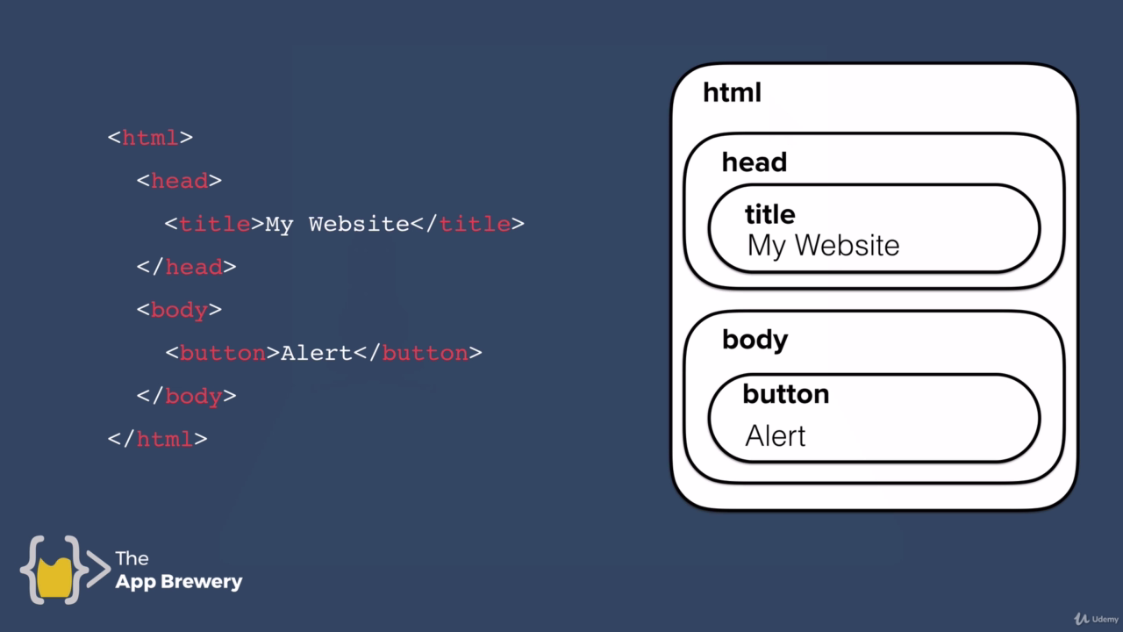 <html>
<head>
<title>My Website</title>
</head>
<body>
<button>Alert</button>
</body>
</html>
html
head
title
My Website
body
button
Alert
The
App Brewery
Udemy